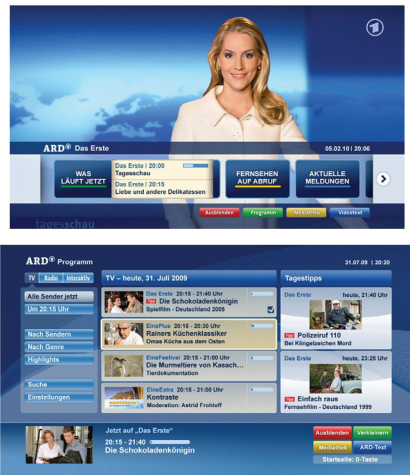 ARD® Das Erste
05.02.10 | 20:06
WAS
LÄUFT JETZT
Das Erste | 20:00
Tagesschau
Das Erste | 20:15
Liebe und andere Delikatessen
FERNSEHEN
AUF ABRUF
AKTUELLE
MELDUNGEN
Ausblenden
Programm
Mediathek
Videotext
tagesschau
ARD® Programm
31.07.09 | 20:20
TV
Radio
Interaktiv
TV – heute, 31. Juli 2009
Tagestipps
Alle Sender jetzt
Um 20:15 Uhr
Nach Sendern
Nach Genre
Highlights
Suche
Einstellungen
Das Erste 20:15 - 21:40 Uhr
Tipp Die Schokoladenkönigin
Spielfilm - Deutschland 2005
EinsPlus 20:15 - 20:30 Uhr
Rainers Küchenklassiker
Omas Küche aus dem Osten
EinsFestival 20:15 - 21:00 Uhr
Die Murmeltiere von Kasach...
Tierdokumentation
EinsExtra 20:15 - 21:00 Uhr
Kontraste
Moderation: Astrid Frohloff
Das Erste heute, 21:40 Uhr
Tipp Polizeiruf 110
Bei Klingelzeichen Mord
Das Erste heute, 23:25 Uhr
Tipp Einfach raus
Fernsehfilm - Deutschland 1999
Jetzt auf „Das Erste“
20:15 - 21:40
Die Schokoladenkönigin
Ausblenden
Verkleinern
Mediathek
ARD-Text
Startseite: 0-Taste